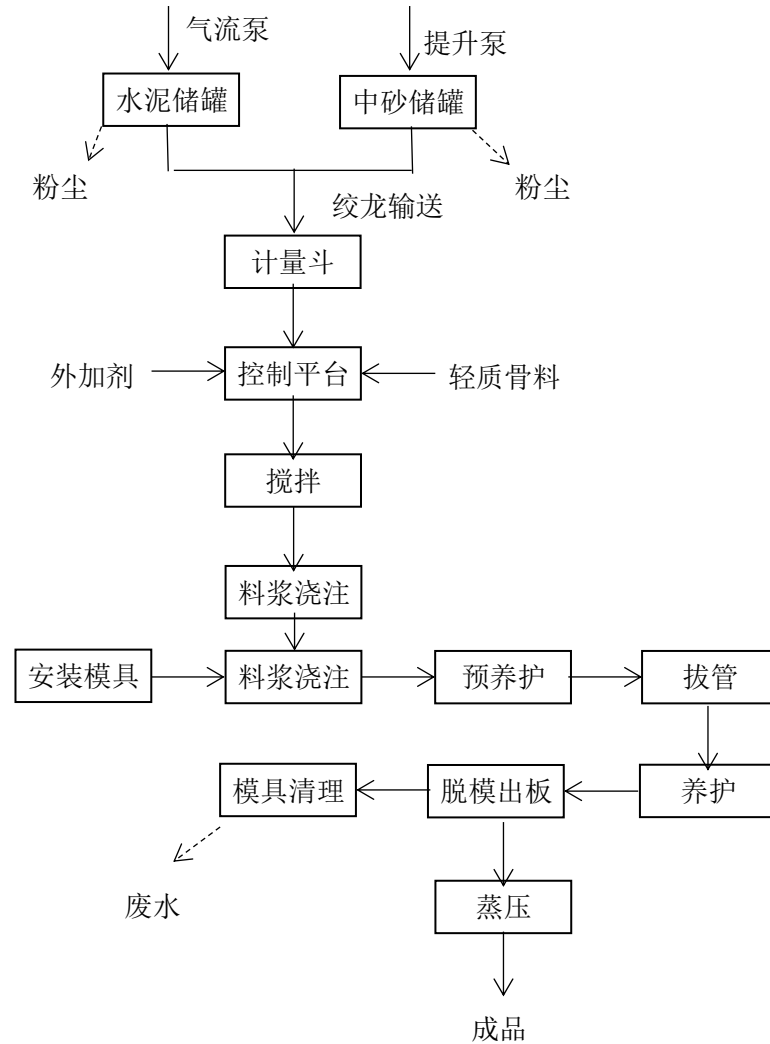 气流泵
提升泵
水泥储罐
中砂储罐
粉尘
粉尘
绞龙输送
计量斗
外加剂
控制平台
轻质骨料
搅拌
料浆浇注
安装模具
料浆浇注
预养护
拔管
模具清理
脱模出板
养护
废水
蒸压
成品